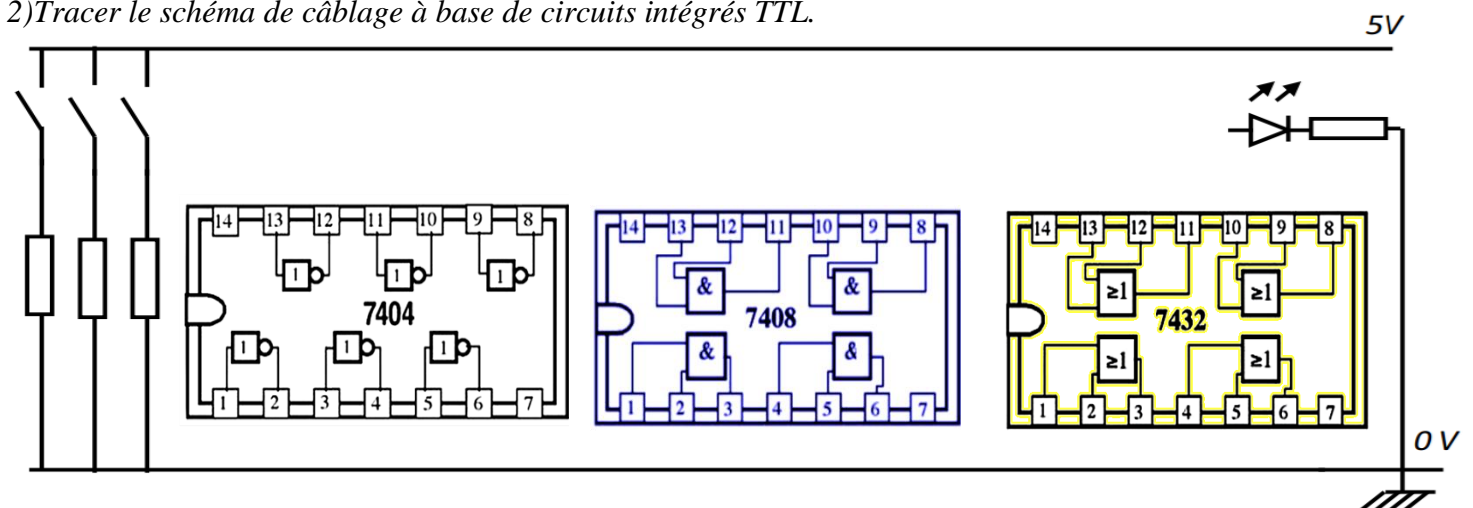 2)Tracer le schéma de câblage à base de circuits intégrés TTL.
5V
14 13 12 11 10 9 8
1 1 1
7404
1 1 1
1 2 3 4 5 6 7
14 13 12 11 10 9 8
& &
7408
& &
1 2 3 4 5 6 7
14 13 12 11 10 9 8
≥1 ≥1
7432
≥1 ≥1
1 2 3 4 5 6 7
0 V